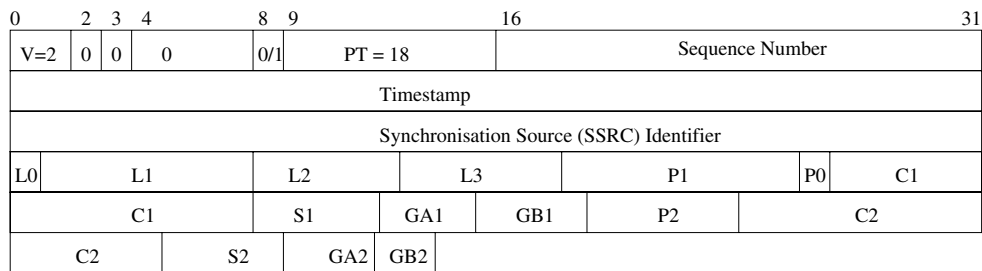 0 2 3 4 8 9 16 31
V=2 0 0 0 0/1 PT = 18 Sequence Number
Timestamp
Synchronisation Source (SSRC) Identifier
L0 L1 L2 L3 P1 P0 C1
C1 S1 GA1 GB1 P2 C2
C2 S2 GA2 GB2